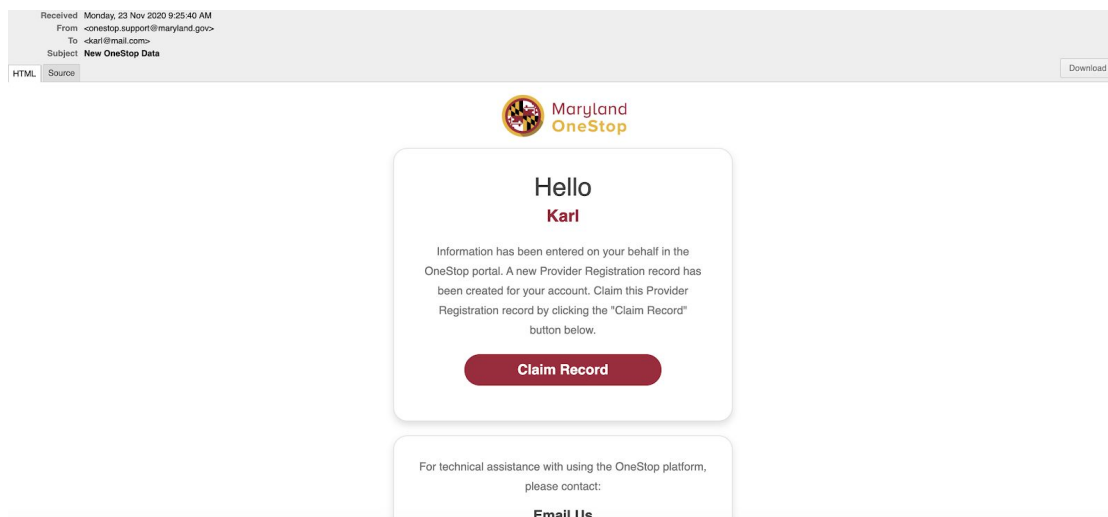 Received Monday, 23 Nov 2020 9:25:40 AM
From <onestop.support@maryland.gov>
To <karl@mail.com>
Subject New OneStop Data
HTML Source
Download
Maryland
OneStop
Hello
Karl
Information has been entered on your behalf in the
OneStop portal. A new Provider Registration record has
been created for your account. Claim this Provider
Registration record by clicking the "Claim Record"
button below.
Claim Record
For technical assistance with using the OneStop platform,
please contact:
Email Us